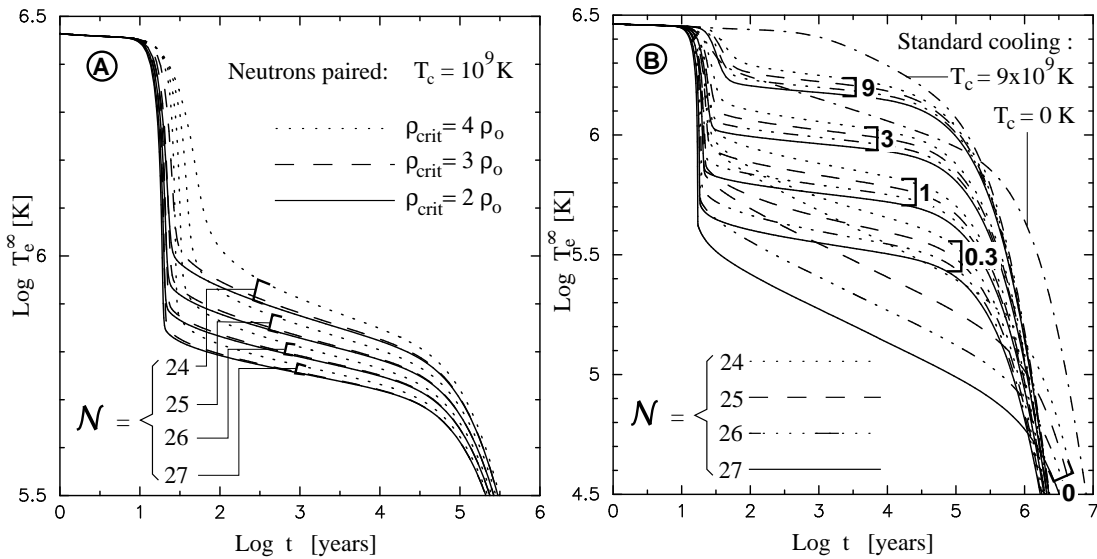 6.5
A
Neutrons paired: T_c = 10^9 K
ρ_crit = 4 ρ_o
ρ_crit = 3 ρ_o
ρ_crit = 2 ρ_o
Log T_e^∞ [K]
6
24
25
26
27
𝒩 =
5.5
0 1 2 3 4 5 6
Log t [years]
6.5
B
Standard cooling :
T_c = 9x10^9 K
T_c = 0 K
9
3
1
0.3
0
Log T_e^∞ [K]
6
5.5
5
4.5
24
25
26
27
𝒩 =
0 1 2 3 4 5 6 7
Log t [years]